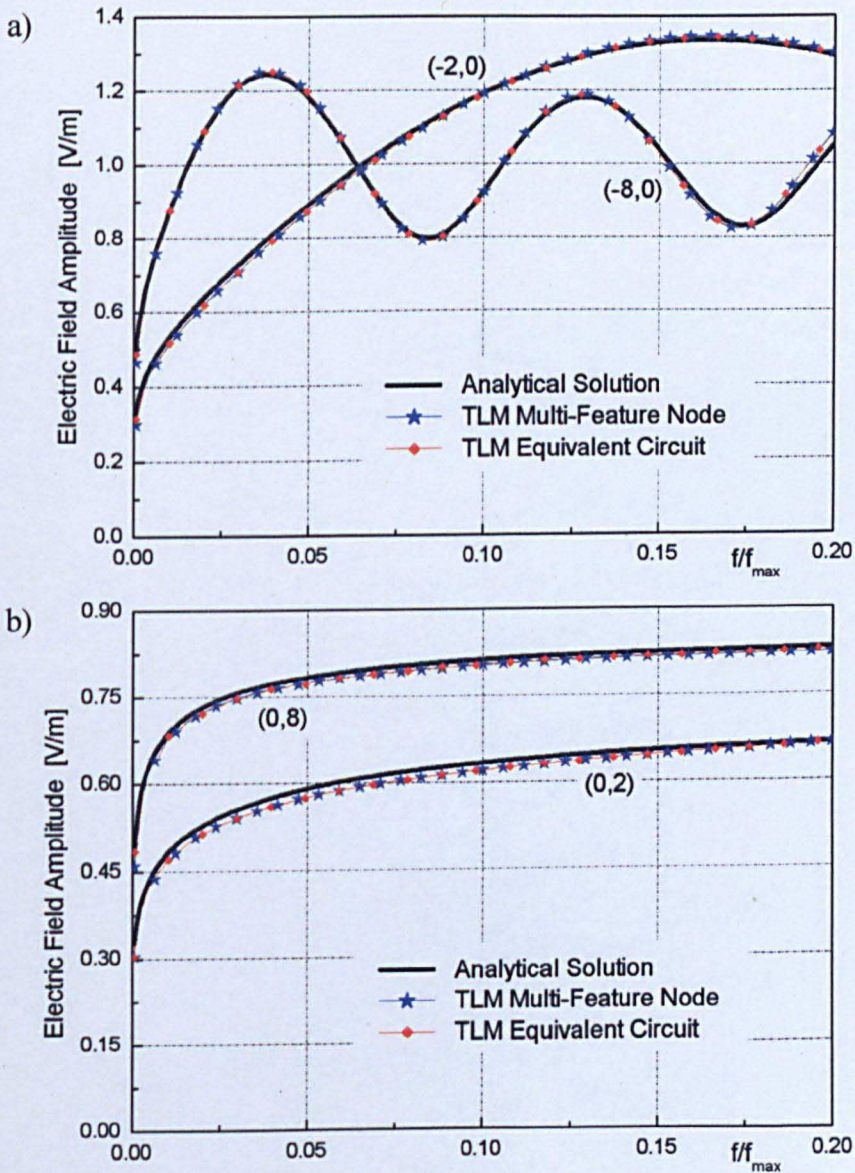 a)
Electric Field Amplitude [V/m]
1.4
1.2
1.0
0.8
0.6
0.4
0.2
0.0
(-2,0)
(-8,0)
Analytical Solution
TLM Multi-Feature Node
TLM Equivalent Circuit
0.00
0.05
0.10
0.15
0.20
f/fmax
b)
Electric Field Amplitude [V/m]
0.90
0.75
0.60
0.45
0.30
0.15
0.00
(0,8)
(0,2)
Analytical Solution
TLM Multi-Feature Node
TLM Equivalent Circuit
0.00
0.05
0.10
0.15
0.20
f/fmax